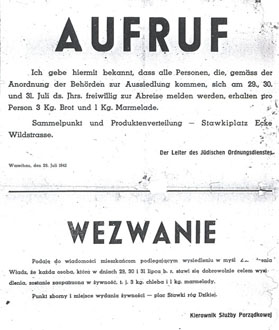 AUFRUF
Ich gebe hiermit bekannt, dass alle Personen, die, gemäss der
Anordnung der Behörden zur Aussiedlung kommen, sich am 29., 30.
und 31. Juli ds. Jhrs. freiwillig zur Abreise melden werden, erhalten pro
Person 3 Kg. Brot und 1 Kg. Marmelade.
Sammelpunkt und Produktenverteilung – Stawkiplatz Ecke
Wildstrasse.
Der Leiter des Jüdischen Ordnungsdienstes
Warschau, den 29. Juli 1942
WEZWANIE
Podaję do wiadomości mieszkańcom podlegającym wysiedleniu w myśl
Władz, że każda osoba, która w dniach 29, 30 i 31 lipca b. r. stawi się dobrowolnie celem wysie-
dlenia, zostanie zaopatrzona w żywność, t. j. 3 kg. chleba i 1 kg. marmelady.
Punkt zborny i miejsce wydania żywności — plac Stawki róg Dzikiej.
Kierownik Służby Porządkowej